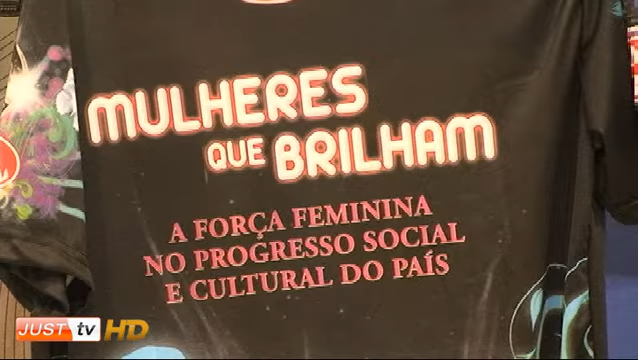 MULHERES
QUE BRILHAM
A FORÇA FEMININA
NO PROGRESSO SOCIAL
E CULTURAL DO PAÍS
JUST tv HD